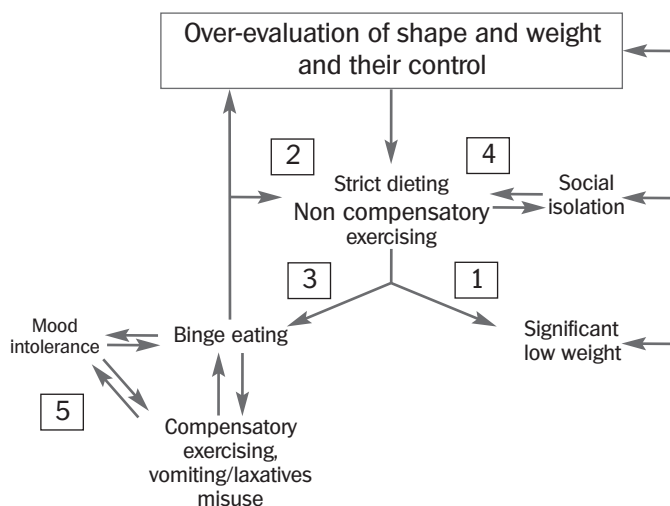 Over-evaluation of shape and weight
and their control
2
4
Strict dieting
Non compensatory
exercising
Social
isolation
3
1
Mood
intolerance
Binge eating
Significant
low weight
5
Compensatory
exercising,
vomiting/laxatives
misuse